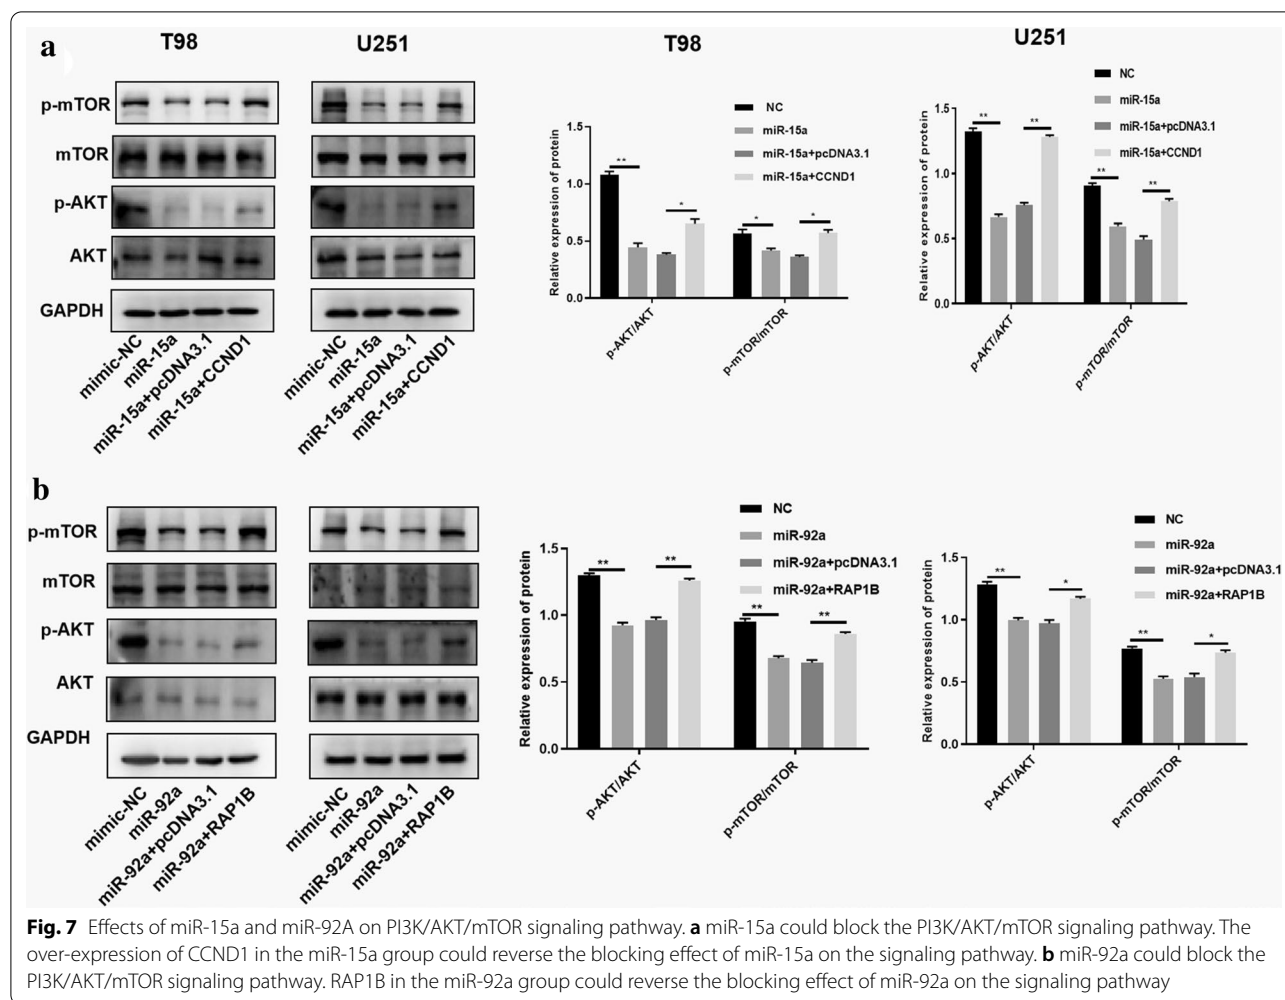 a
T98
U251
p-mTOR
mTOR
p-AKT
AKT
GAPDH
mimic-NC
miR-15a
miR-15a+pcDNA3.1
miR-15a+CCND1
mimic-NC
miR-15a
miR-15a+pcDNA3.1
miR-15a+CCND1
T98
NC
miR-15a
miR-15a+pcDNA3.1
miR-15a+CCND1
Relative expression of protein
1.5
1.0
0.5
0.0
**
*
*
*
p-AKT/AKT
p-mTOR/mTOR
U251
NC
miR-15a
miR-15a+pcDNA3.1
miR-15a+CCND1
Relative expression of protein
1.5
1.0
0.5
0.0
**
**
**
**
p-AKT/AKT
p-mTOR/mTOR
b
p-mTOR
mTOR
p-AKT
AKT
GAPDH
mimic-NC
miR-92a
miR-92a+pcDNA3.1
miR-92a+RAP1B
mimic-NC
miR-92a
miR-92a+pcDNA3.1
miR-92a+RAP1B
NC
miR-92a
miR-92a+pcDNA3.1
miR-92a+RAP1B
Relative expression of protein
1.5
1.0
0.5
0.0
**
**
**
**
p-AKT/AKT
p-mTOR/mTOR
NC
miR-92a
miR-92a+pcDNA3.1
miR-92a+RAP1B
Relative expression of protein
1.5
1.0
0.5
0.0
**
*
**
*
p-AKT/AKT
p-mTOR/mTOR
Fig. 7 Effects of miR-15a and miR-92A on PI3K/AKT/mTOR signaling pathway. a miR-15a could block the PI3K/AKT/mTOR signaling pathway. The
over-expression of CCND1 in the miR-15a group could reverse the blocking effect of miR-15a on the signaling pathway. b miR-92a could block the
PI3K/AKT/mTOR signaling pathway. RAP1B in the miR-92a group could reverse the blocking effect of miR-92a on the signaling pathway